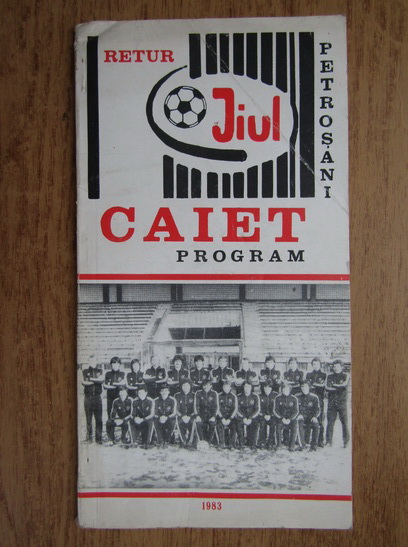 RETUR
Jiul
PETROȘANI
CAIET
PROGRAM
1983